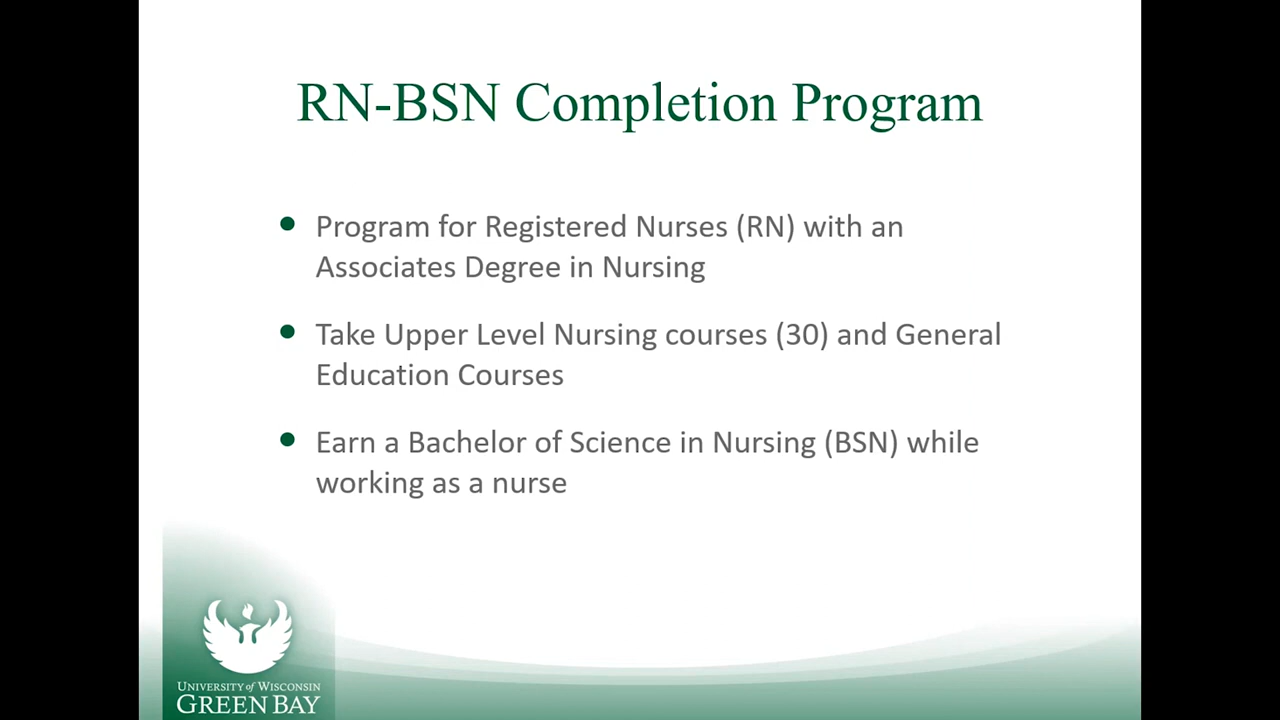 RN-BSN Completion Program
Program for Registered Nurses (RN) with an
Associates Degree in Nursing
Take Upper Level Nursing courses (30) and General
Education Courses
Earn a Bachelor of Science in Nursing (BSN) while
working as a nurse
UNIVERSITY of WISCONSIN
GREEN BAY